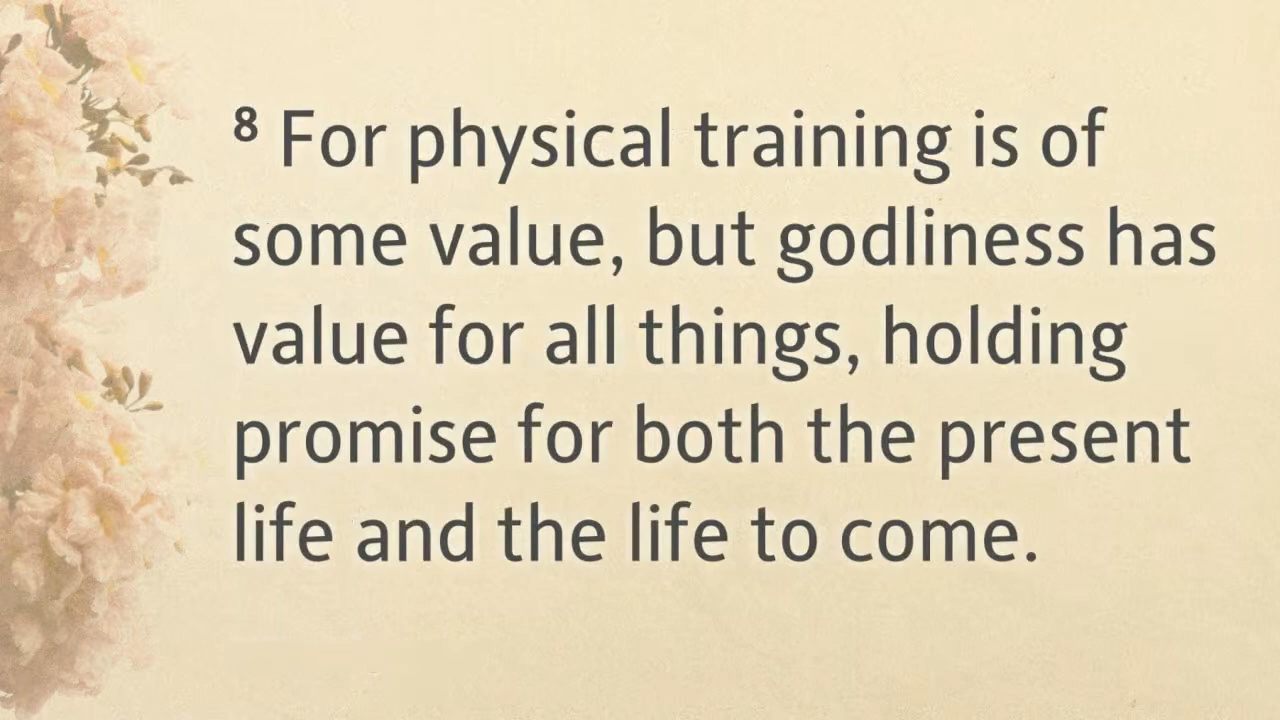 ⁸ For physical training is of
some value, but godliness has
value for all things, holding
promise for both the present
life and the life to come.